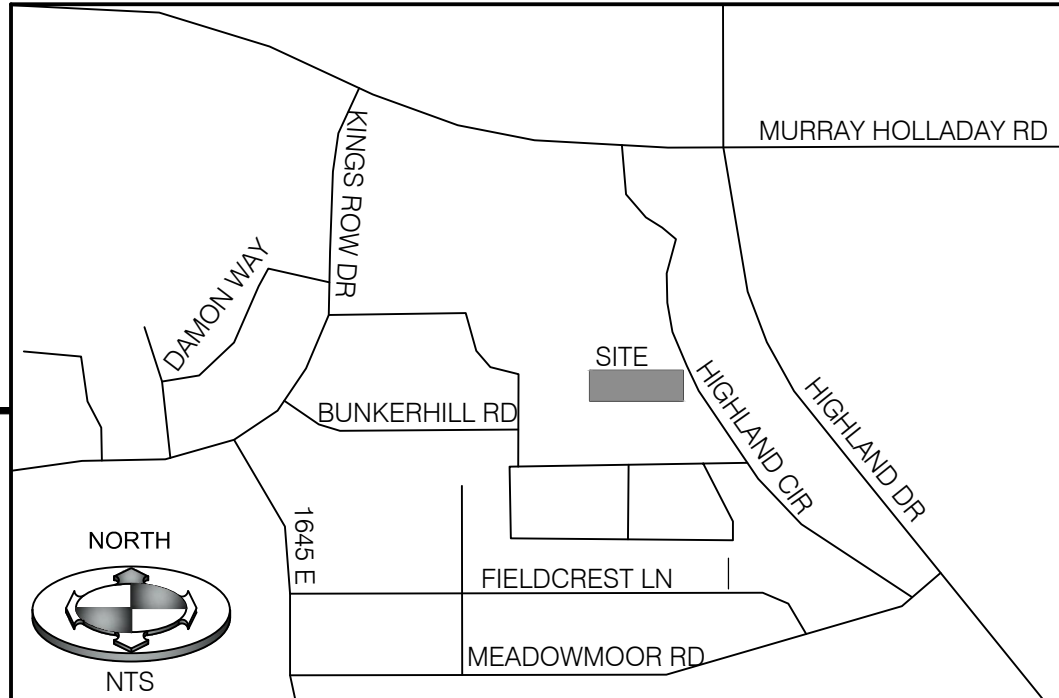 MURRAY HOLLADAY RD
KINGS ROW DR
DAMON WAY
SITE
HIGHLAND CIR
HIGHLAND DR
BUNKERHILL RD
1645 E
NORTH
FIELDCREST LN
MEADOWMOOR RD
NTS